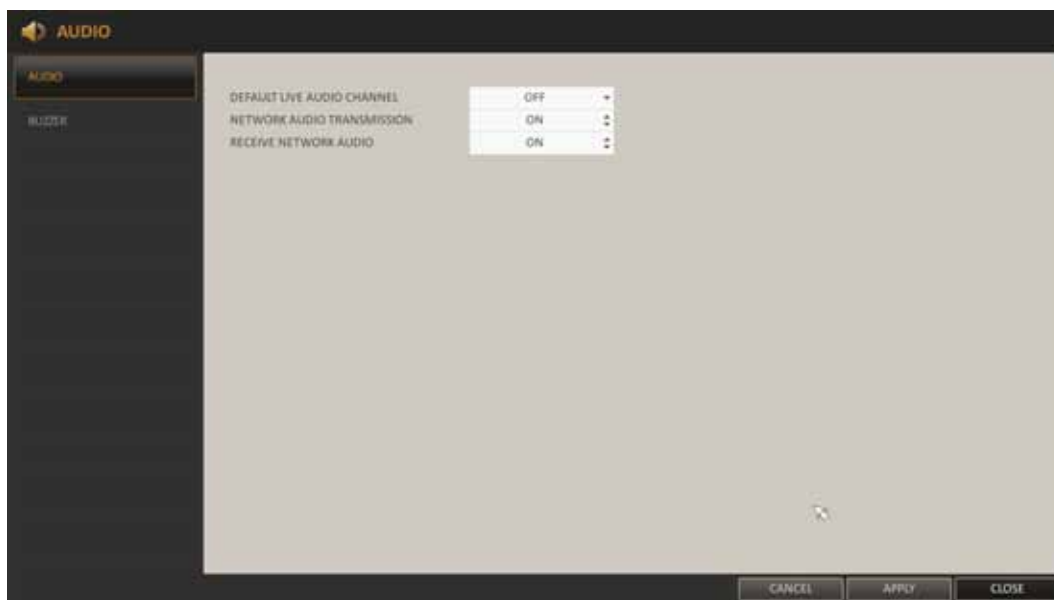 AUDIO
AUDIO
BUZZER
DEFAULT LIVE AUDIO CHANNEL OFF
NETWORK AUDIO TRANSMISSION ON
RECEIVE NETWORK AUDIO ON
CANCEL APPLY CLOSE